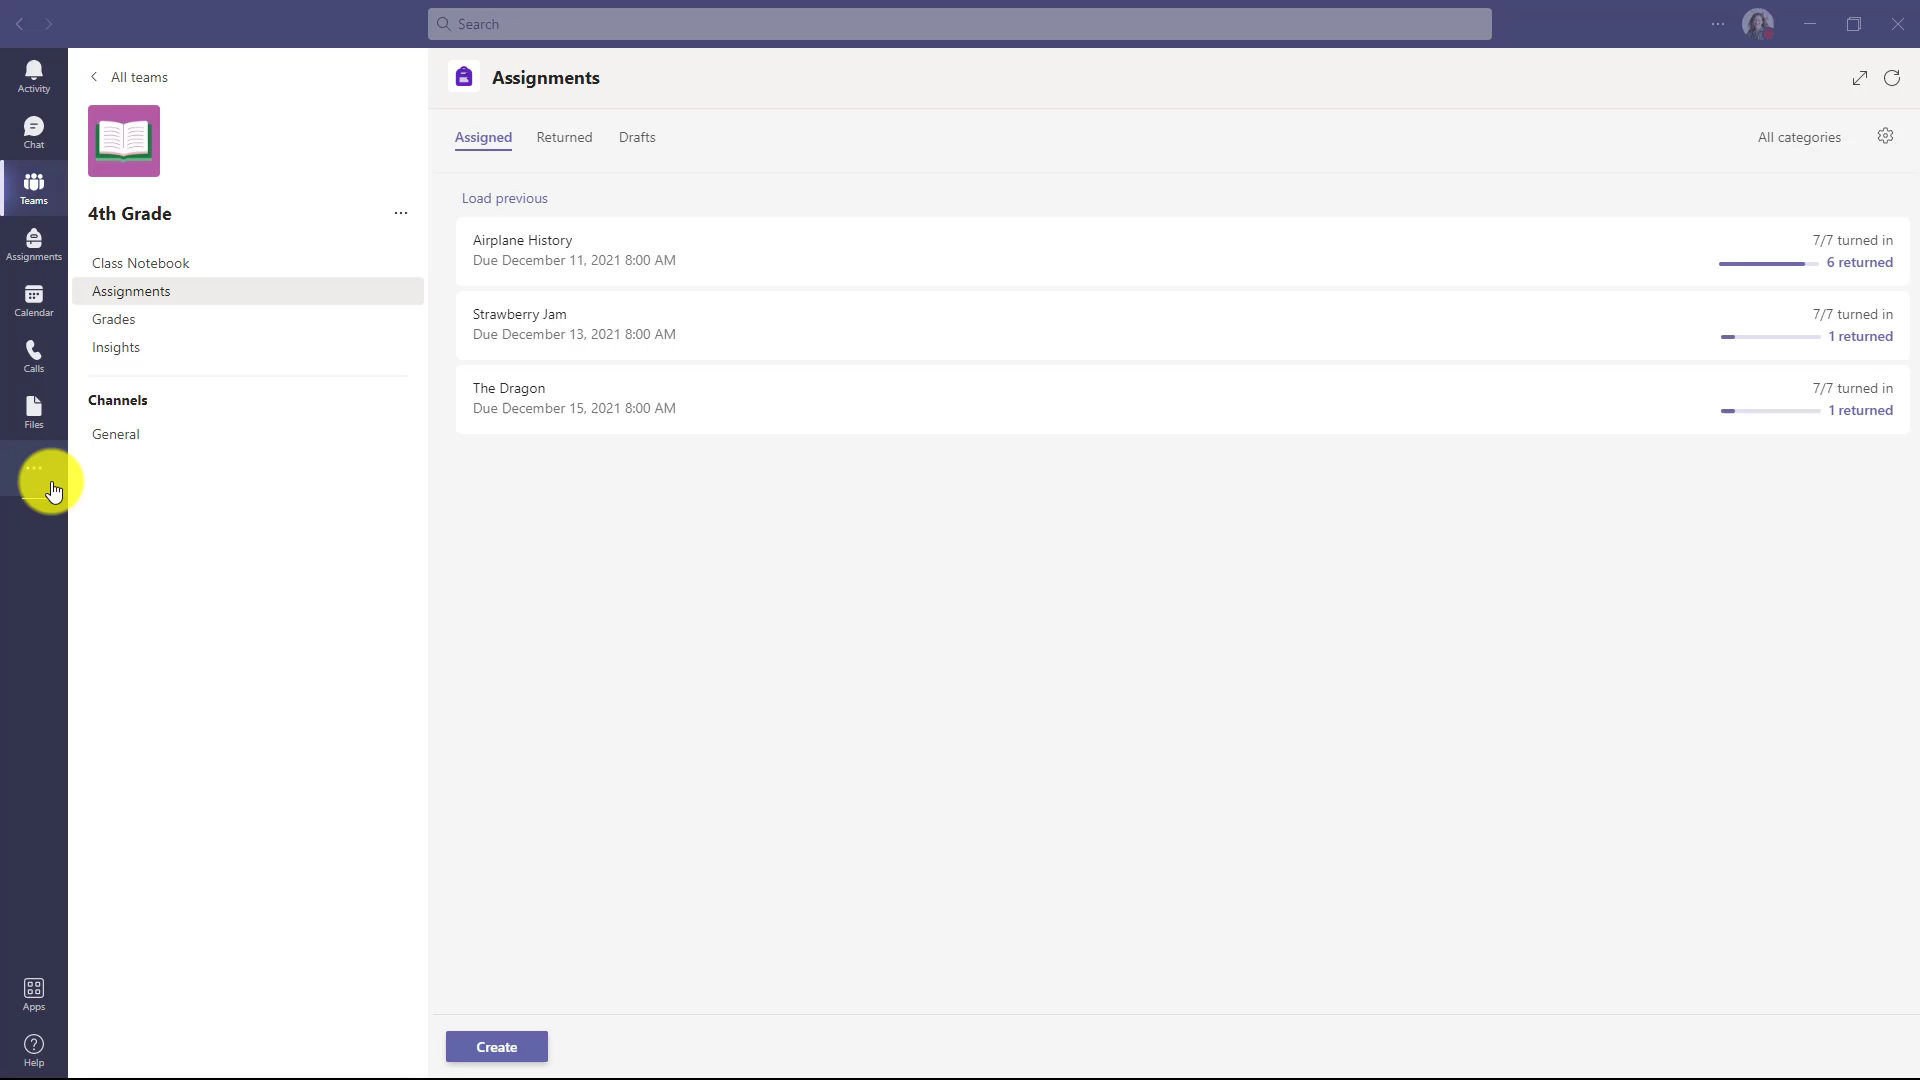 Search
Activity
Chat
Teams
Assignments
Calendar
Calls
Files
Apps
Help
All teams
4th Grade
Class Notebook
Assignments
Grades
Insights
Channels
General
Assignments
Assigned Returned Drafts All categories
Load previous
Airplane History 7/7 turned in
Due December 11, 2021 8:00 AM 6 returned
Strawberry Jam 7/7 turned in
Due December 13, 2021 8:00 AM 1 returned
The Dragon 7/7 turned in
Due December 15, 2021 8:00 AM 1 returned
Create